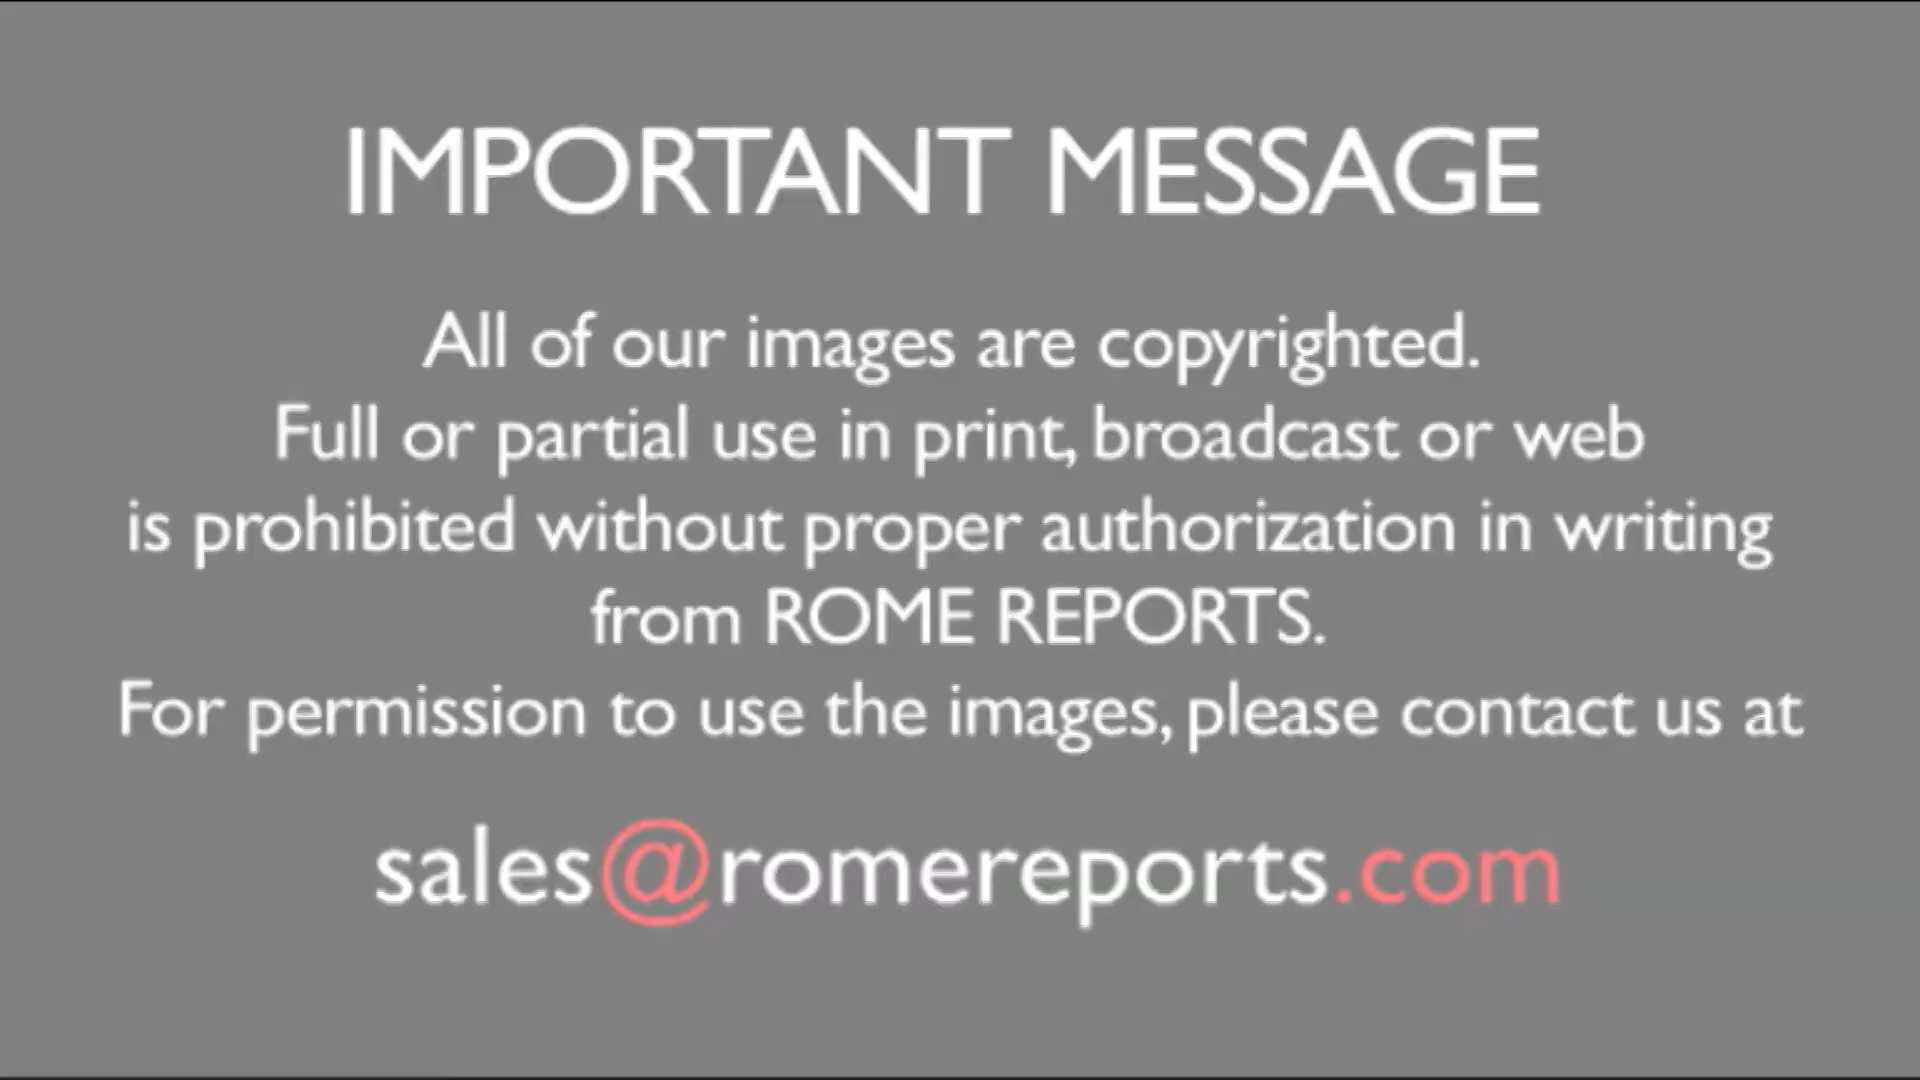 IMPORTANT MESSAGE
All of our images are copyrighted.
Full or partial use in print, broadcast or web
is prohibited without proper authorization in writing
from ROME REPORTS.
For permission to use the images, please contact us at
sales@romereports.com